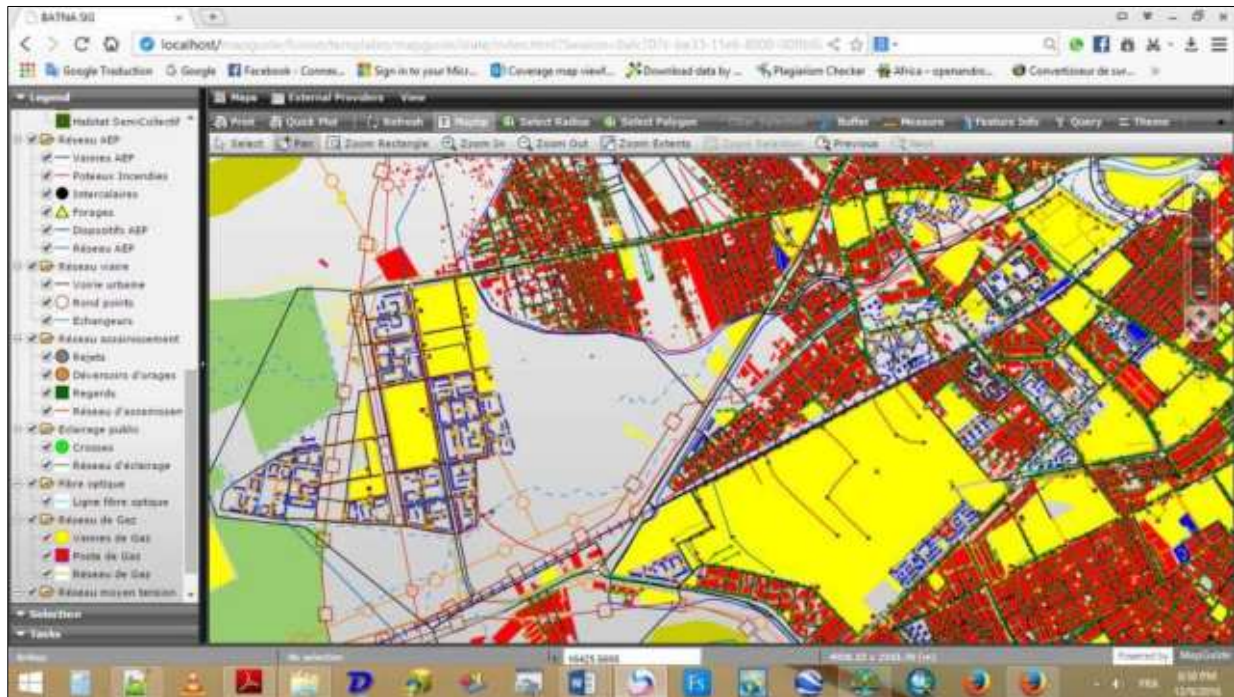 BATNA SIG
localhost/
Google Traduction Google Facebook - Connex... Sign in to your Micr... Coverage map viewf... Download data by ... Plagiarism Checker Africa - openandro... Convertisseur de sur...
Legend
Maps External Providers View
Print Quick Plot Refresh Maptip Select Radius Select Polygon Buffer Measure Feature Info Query Theme
Select Pan Zoom Rectangle Zoom In Zoom Out Zoom Extents Zoom Selection Previous Next
Habitat SemiCollectif
Réseau AEP
Vannes AEP
Poteaux Incendies
Intercalaires
Forages
Dispositifs AEP
Réseau AEP
Réseau viaire
Voirie urbaine
Rond points
Echangeurs
Réseau assainissement
Rejets
Déversoirs d'orages
Regards
Réseau d'assainissem
Eclairage public
Crosses
Réseau d'éclairage
Fibre optique
Ligne fibre optique
Réseau de Gaz
Vannes de Gaz
Poste de Gaz
Réseau de Gaz
Réseau moyen tension
Selection
Tasks
No selection
Powered by MapGuide
FRA